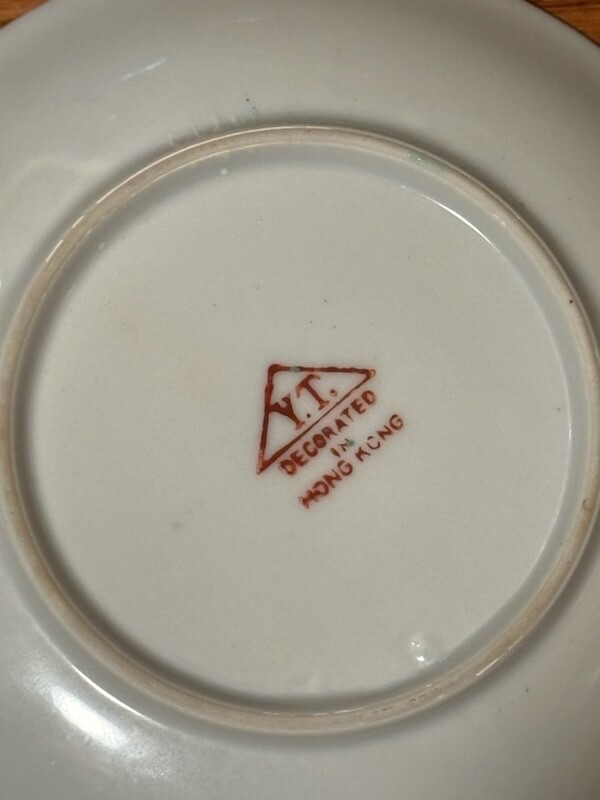 Y.T.
DECORATED
IN
HONG KONG